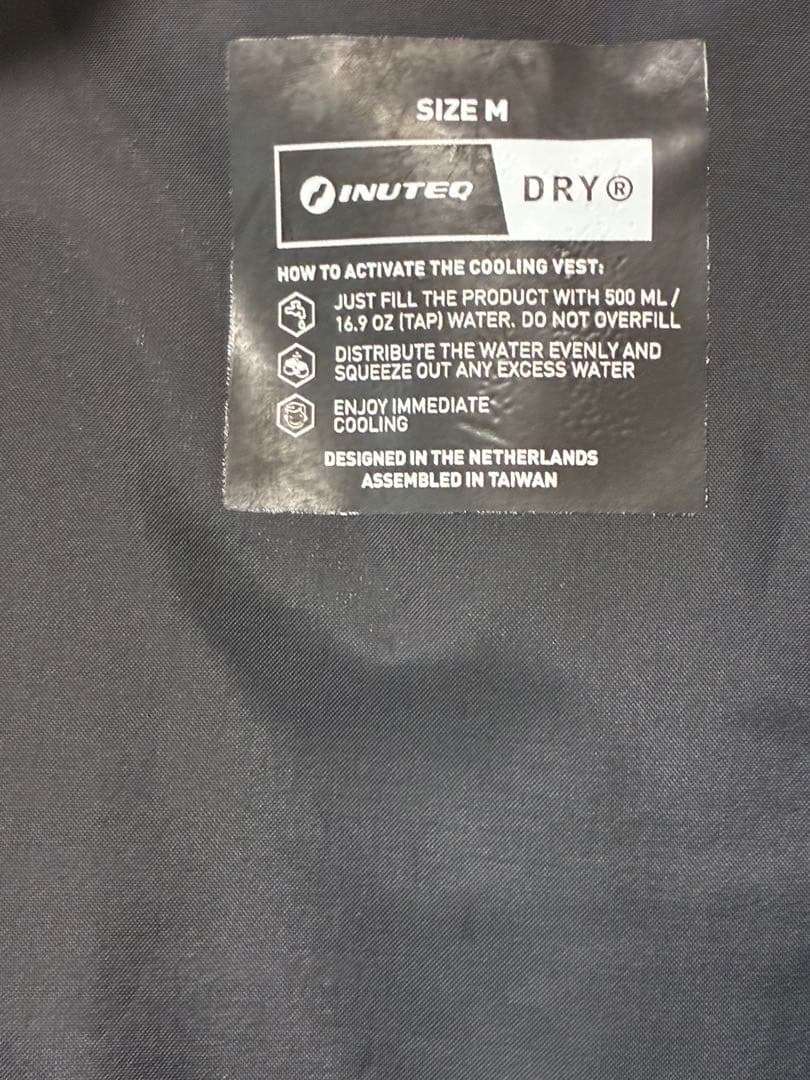 SIZE M
INUTEQ DRY®
HOW TO ACTIVATE THE COOLING VEST:
JUST FILL THE PRODUCT WITH 500 ML/
16.9 OZ (TAP) WATER. DO NOT OVERFILL
DISTRIBUTE THE WATER EVENLY AND
SQUEEZE OUT ANY EXCESS WATER
ENJOY IMMEDIATE
COOLING
DESIGNED IN THE NETHERLANDS
ASSEMBLED IN TAIWAN